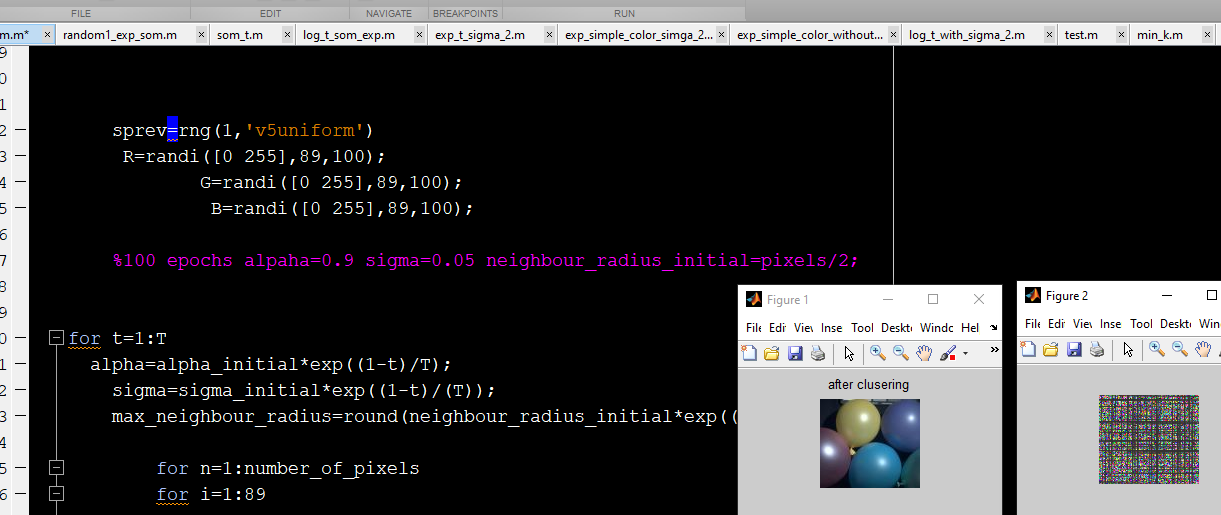 FILE EDIT NAVIGATE BREAKPOINTS RUN
m.m* random1_exp_som.m som_t.m log_t_som_exp.m exp_t_sigma_2.m exp_simple_color_simga_2... exp_simple_color_without... log_t_with_sigma_2.m test.m min_k.m
9
0
1
2 sprev=rng(1,'v5uniform')
3 R=randi([0 255],89,100);
4 G=randi([0 255],89,100);
5 B=randi([0 255],89,100);
6
7 %100 epochs alpaha=0.9 sigma=0.05 neighbour_radius_initial=pixels/2;
8
9
0 for t=1:T
1 alpha=alpha_initial*exp((1-t)/T);
2 sigma=sigma_initial*exp((1-t)/(T));
3 max_neighbour_radius=round(neighbour_radius_initial*exp((
4
5 for n=1:number_of_pixels
6 for i=1:89
Figure 1
File Edit View Inse Tool Deskt Windc Hel
after clusering
Figure 2
File Edit View Inse Tool Deskt Win